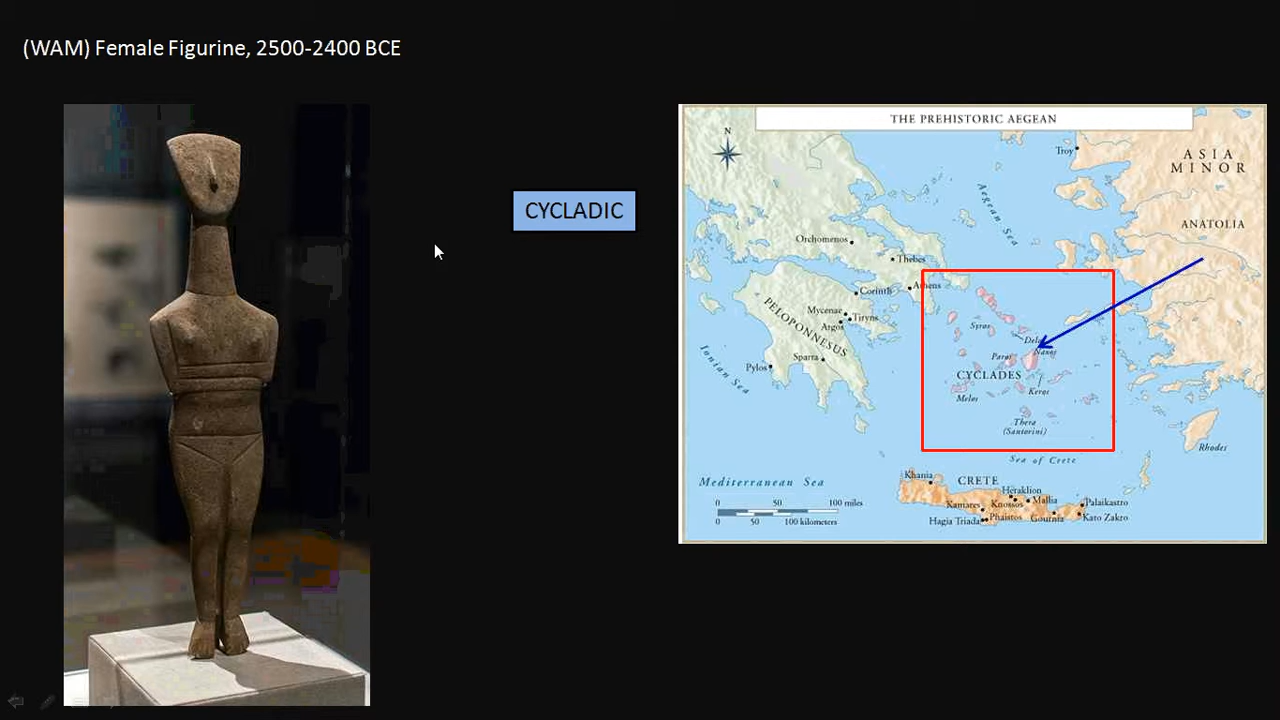 (WAM) Female Figurine, 2500-2400 BCE
CYCLADIC
THE PREHISTORIC AEGEAN
N
Troy
ASIA
MINOR
Aegean Sea
ANATOLIA
Orchomenos
Thebes
Athens
Corinth
Mycenae
Tiryns
Argos
PELOPONNESUS
Sparta
Pylos
Ionian Sea
Syros
Delos
Naxos
Paros
CYCLADES
Keros
Melos
Thera
(Santorini)
Rhodes
Sea of Crete
Mediterranean Sea
0 50 100 miles
0 50 100 kilometers
Khania
CRETE
Heraklion
Knossos
Mallia
Palaikastro
Kamares
Hagia Triada
Phaistos
Gournia
Kato Zakro